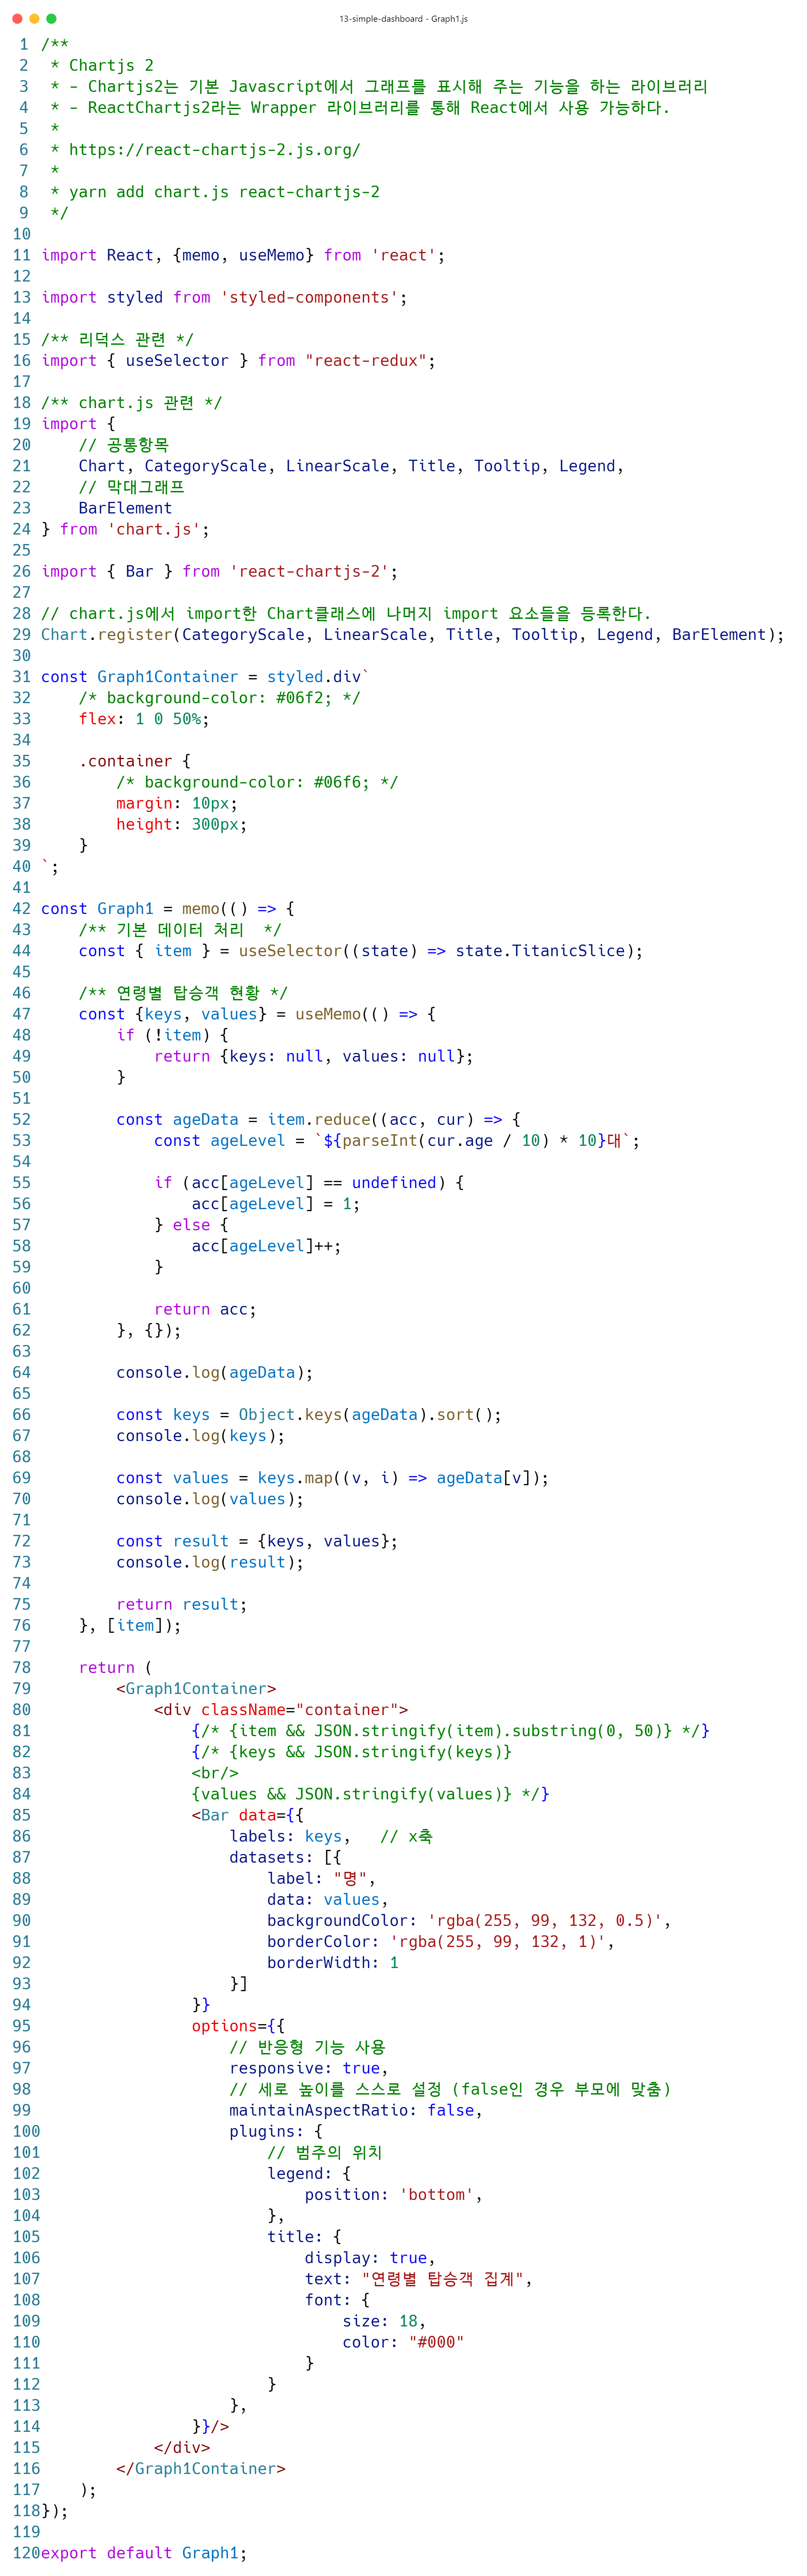 13-simple-dashboard - Graph1.js
1 /**
2  * Chartjs 2
3  * - Chartjs2는 기본 Javascript에서 그래프를 표시해 주는 기능을 하는 라이브러리
4  * - ReactChartjs2라는 Wrapper 라이브러리를 통해 React에서 사용 가능하다.
5  *
6  * https://react-chartjs-2.js.org/
7  *
8  * yarn add chart.js react-chartjs-2
9  */
10
11 import React, {memo, useMemo} from 'react';
12
13 import styled from 'styled-components';
14
15 /** 리덕스 관련 */
16 import { useSelector } from "react-redux";
17
18 /** chart.js 관련 */
19 import {
20     // 공통항목
21     Chart, CategoryScale, LinearScale, Title, Tooltip, Legend,
22     // 막대그래프
23     BarElement
24 } from 'chart.js';
25
26 import { Bar } from 'react-chartjs-2';
27
28 // chart.js에서 import한 Chart클래스에 나머지 import 요소들을 등록한다.
29 Chart.register(CategoryScale, LinearScale, Title, Tooltip, Legend, BarElement);
30
31 const Graph1Container = styled.div`
32     /* background-color: #06f2; */
33     flex: 1 0 50%;
34
35     .container {
36         /* background-color: #06f6; */
37         margin: 10px;
38         height: 300px;
39     }
40 `;
41
42 const Graph1 = memo(() => {
43     /** 기본 데이터 처리  */
44     const { item } = useSelector((state) => state.TitanicSlice);
45
46     /** 연령별 탑승객 현황 */
47     const {keys, values} = useMemo(() => {
48         if (!item) {
49             return {keys: null, values: null};
50         }
51
52         const ageData = item.reduce((acc, cur) => {
53             const ageLevel = `${parseInt(cur.age / 10) * 10}대`;
54
55             if (acc[ageLevel] == undefined) {
56                 acc[ageLevel] = 1;
57             } else {
58                 acc[ageLevel]++;
59             }
60
61             return acc;
62         }, {});
63
64         console.log(ageData);
65
66         const keys = Object.keys(ageData).sort();
67         console.log(keys);
68
69         const values = keys.map((v, i) => ageData[v]);
70         console.log(values);
71
72         const result = {keys, values};
73         console.log(result);
74
75         return result;
76     }, [item]);
77
78     return (
79         <Graph1Container>
80             <div className="container">
81                 {/* {item && JSON.stringify(item).substring(0, 50)} */}
82                 {/* {keys && JSON.stringify(keys)}
83                 <br/>
84                 {values && JSON.stringify(values)} */}
85                 <Bar data={{
86                     labels: keys,   // x축
87                     datasets: [{
88                         label: "명",
89                         data: values,
90                         backgroundColor: 'rgba(255, 99, 132, 0.5)',
91                         borderColor: 'rgba(255, 99, 132, 1)',
92                         borderWidth: 1
93                     }]
94                 }}
95                 options={{
96                     // 반응형 기능 사용
97                     responsive: true,
98                     // 세로 높이를 스스로 설정 (false인 경우 부모에 맞춤)
99                     maintainAspectRatio: false,
100                     plugins: {
101                         // 범주의 위치
102                         legend: {
103                             position: 'bottom',
104                         },
105                         title: {
106                             display: true,
107                             text: "연령별 탑승객 집계",
108                             font: {
109                                 size: 18,
110                                 color: "#000"
111                             }
112                         }
113                     },
114                 }}/>
115             </div>
116         </Graph1Container>
117     );
118 });
119
120 export default Graph1;